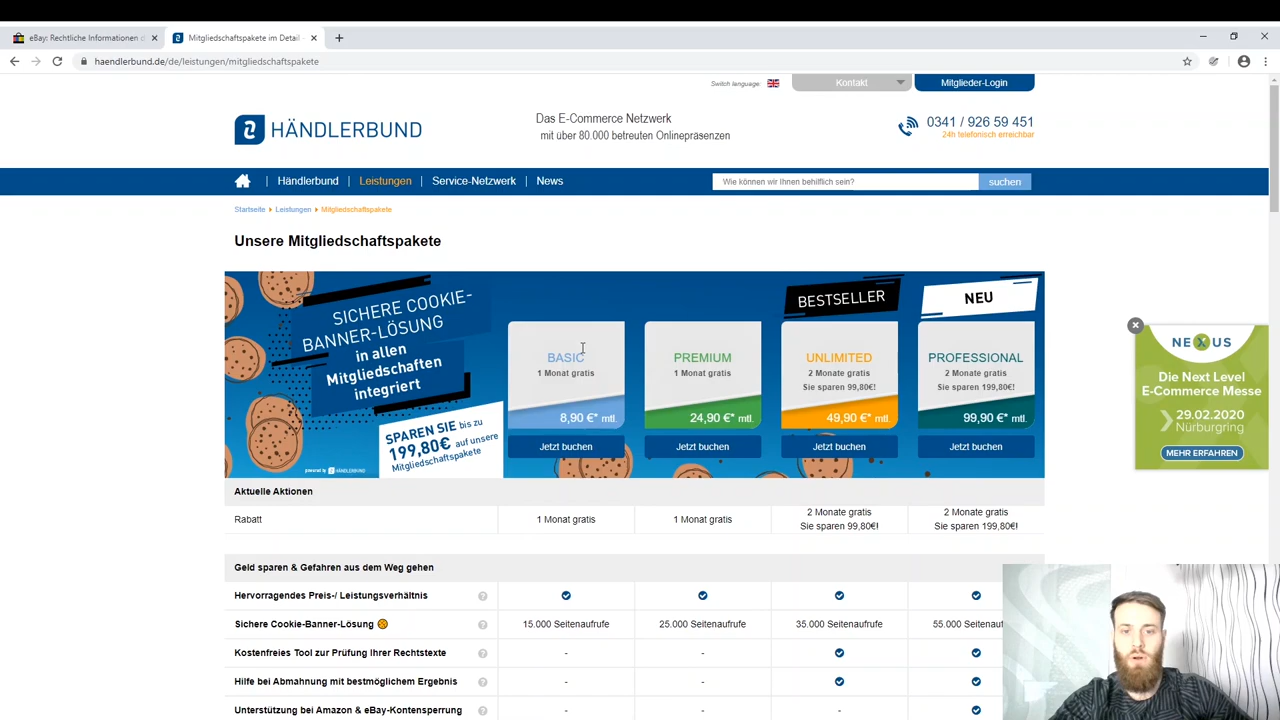 eBay: Rechtliche Informationen d
Mitgliedschaftspakete im Detail -
haendlerbund.de/de/leistungen/mitgliedschaftspakete
Switch language:
Kontakt
Mitglieder-Login
HÄNDLERBUND
Das E-Commerce Netzwerk
mit über 80.000 betreuten Onlinepräsenzen
0341 / 926 59 451
24h telefonisch erreichbar
Händlerbund
Leistungen
Service-Netzwerk
News
Wie können wir Ihnen behilflich sein?
suchen
Startseite
Leistungen
Mitgliedschaftspakete
Unsere Mitgliedschaftspakete
SICHERE COOKIE-
BANNER-LÖSUNG
in allen
Mitgliedschaften
integriert
SPAREN SIE bis zu
199,80€ auf unsere
Mitgliedschaftspakete
powered by HÄNDLERBUND
BASIC
1 Monat gratis
8,90 €* mtl.
Jetzt buchen
PREMIUM
1 Monat gratis
24,90 €* mtl.
Jetzt buchen
BESTSELLER
UNLIMITED
2 Monate gratis
Sie sparen 99,80€!
49,90 €* mtl.
Jetzt buchen
NEU
PROFESSIONAL
2 Monate gratis
Sie sparen 199,80€!
99,90 €* mtl.
Jetzt buchen
NEXUS
Die Next Level
E-Commerce Messe
29.02.2020
Nürburgring
MEHR ERFAHREN
Aktuelle Aktionen
Rabatt
1 Monat gratis
1 Monat gratis
2 Monate gratis
Sie sparen 99,80€!
2 Monate gratis
Sie sparen 199,80€!
Geld sparen & Gefahren aus dem Weg gehen
Hervorragendes Preis-/ Leistungsverhältnis
Sichere Cookie-Banner-Lösung
15.000 Seitenaufrufe
25.000 Seitenaufrufe
35.000 Seitenaufrufe
55.000 Seitenauf
Kostenfreies Tool zur Prüfung Ihrer Rechtstexte
-
-
Hilfe bei Abmahnung mit bestmöglichem Ergebnis
-
-
Unterstützung bei Amazon & eBay-Kontensperrung
-
-
-